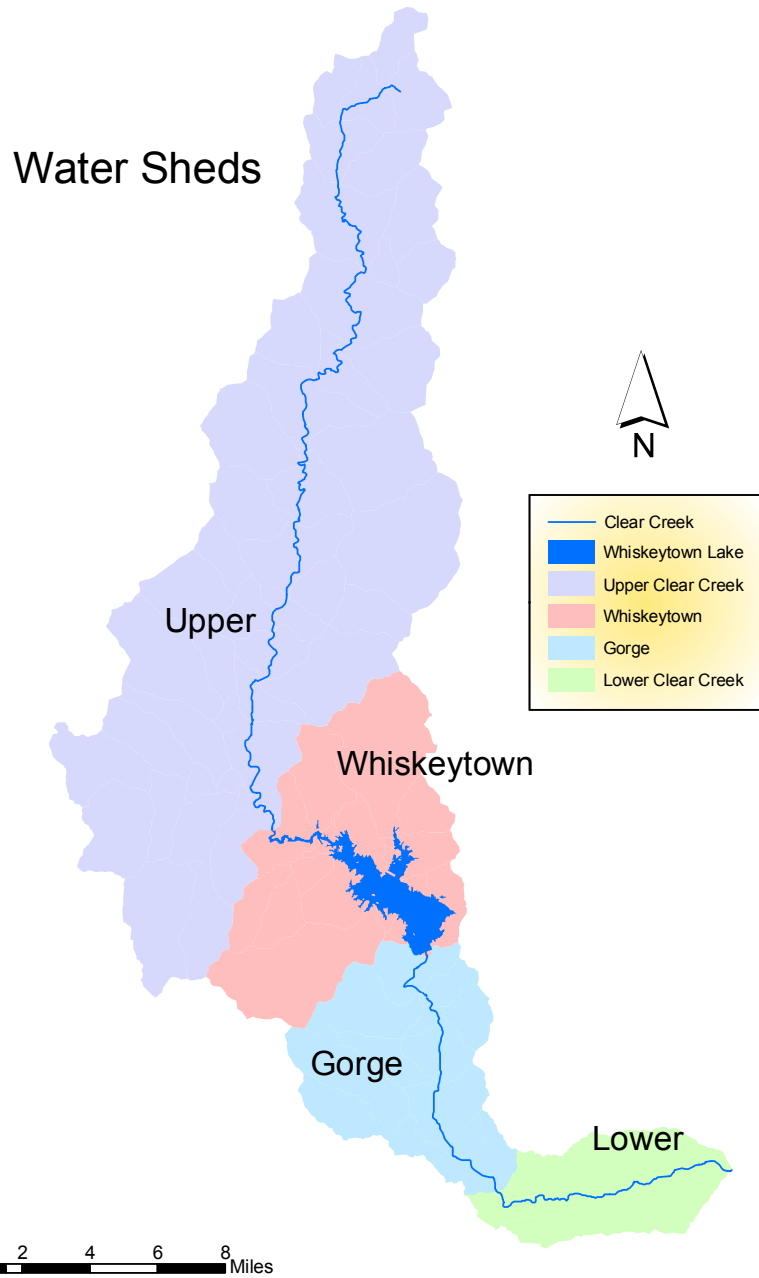 Water Sheds
N
Clear Creek
Whiskeytown Lake
Upper Clear Creek
Whiskeytown
Gorge
Lower Clear Creek
Upper
Whiskeytown
Gorge
Lower
2 4 6 8
Miles